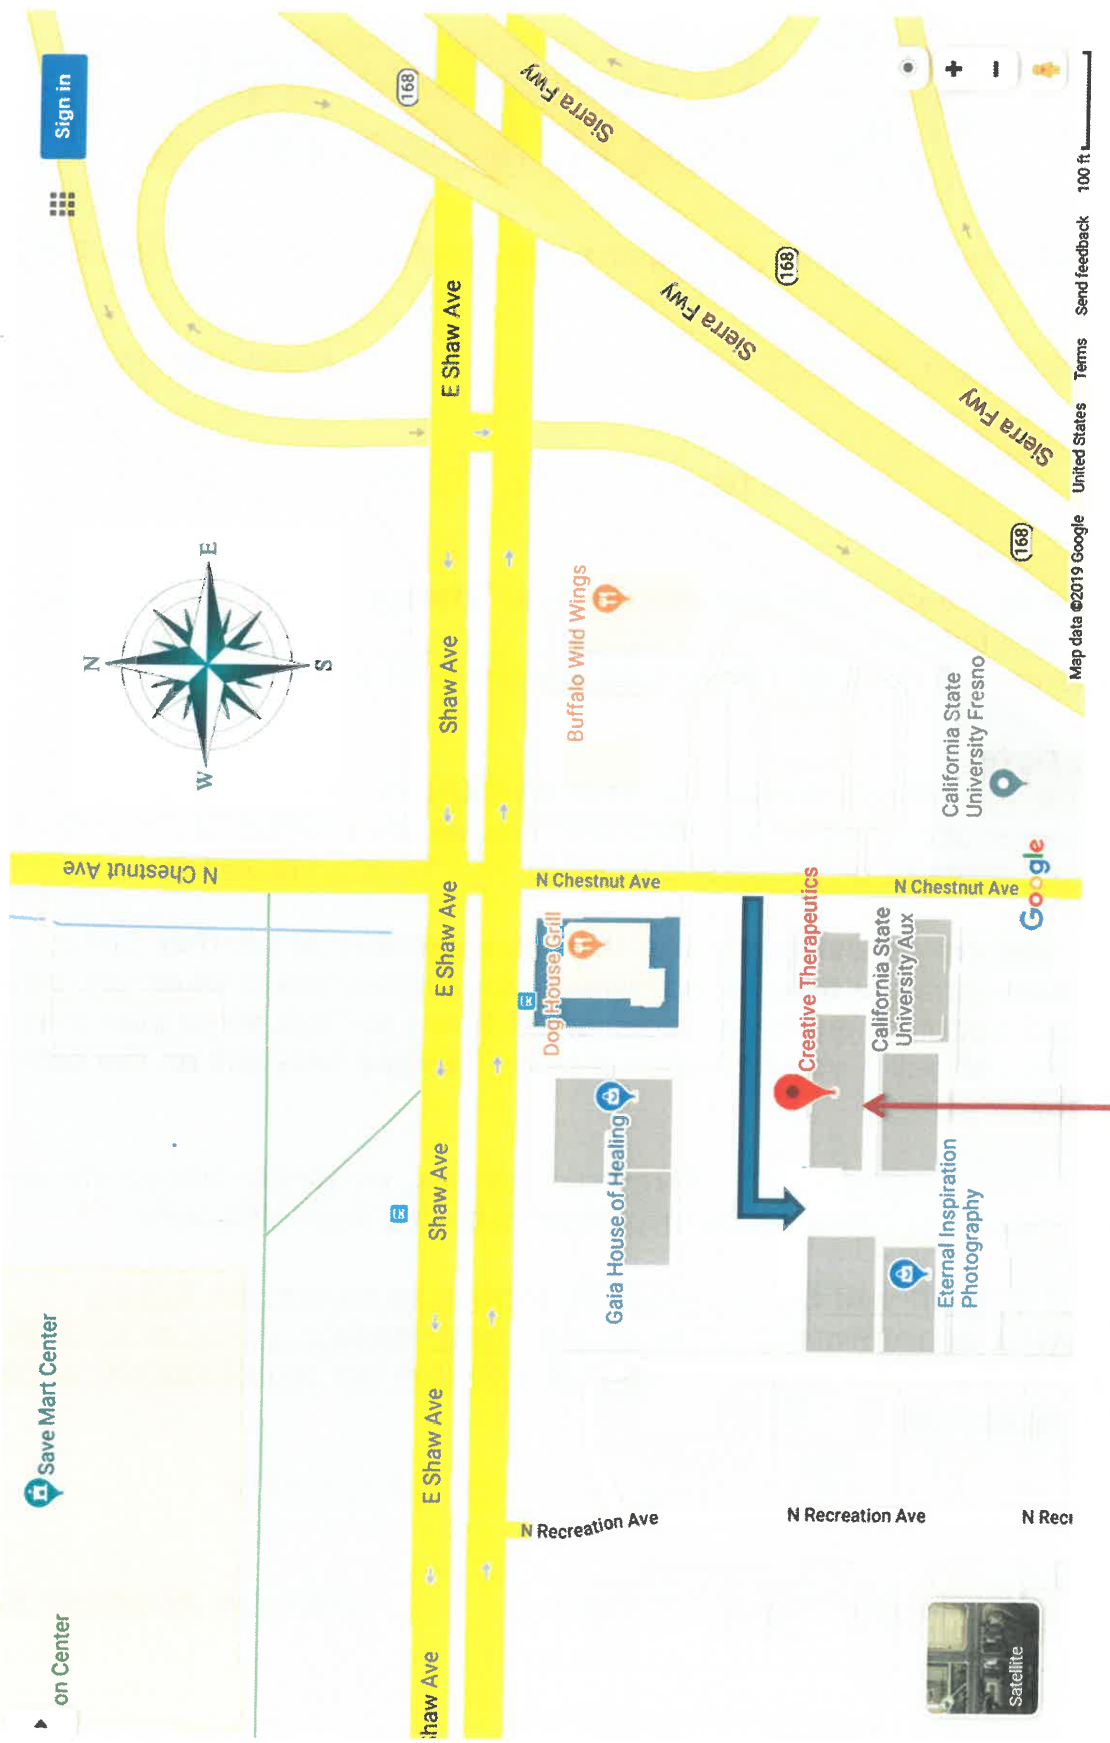 on Center
Save Mart Center
Sign in
N
W
E
S
N Chestnut Ave
168
Shaw Ave
E Shaw Ave
Shaw Ave
E Shaw Ave
Shaw Ave
E Shaw Ave
N Recreation Ave
Dog House Grill
N Chestnut Ave
Buffalo Wild Wings
Sierra Fwy
Gaia House of Healing
Sierra Fwy
168
Creative Therapeutics
N Recreation Ave
California State
University Aux
N Chestnut Ave
Eternal Inspiration
Photography
California State
University Fresno
Sierra Fwy
168
Satellite
N Recr
Google
Map data ©2019 Google
United States
Terms
Send feedback
100 ft